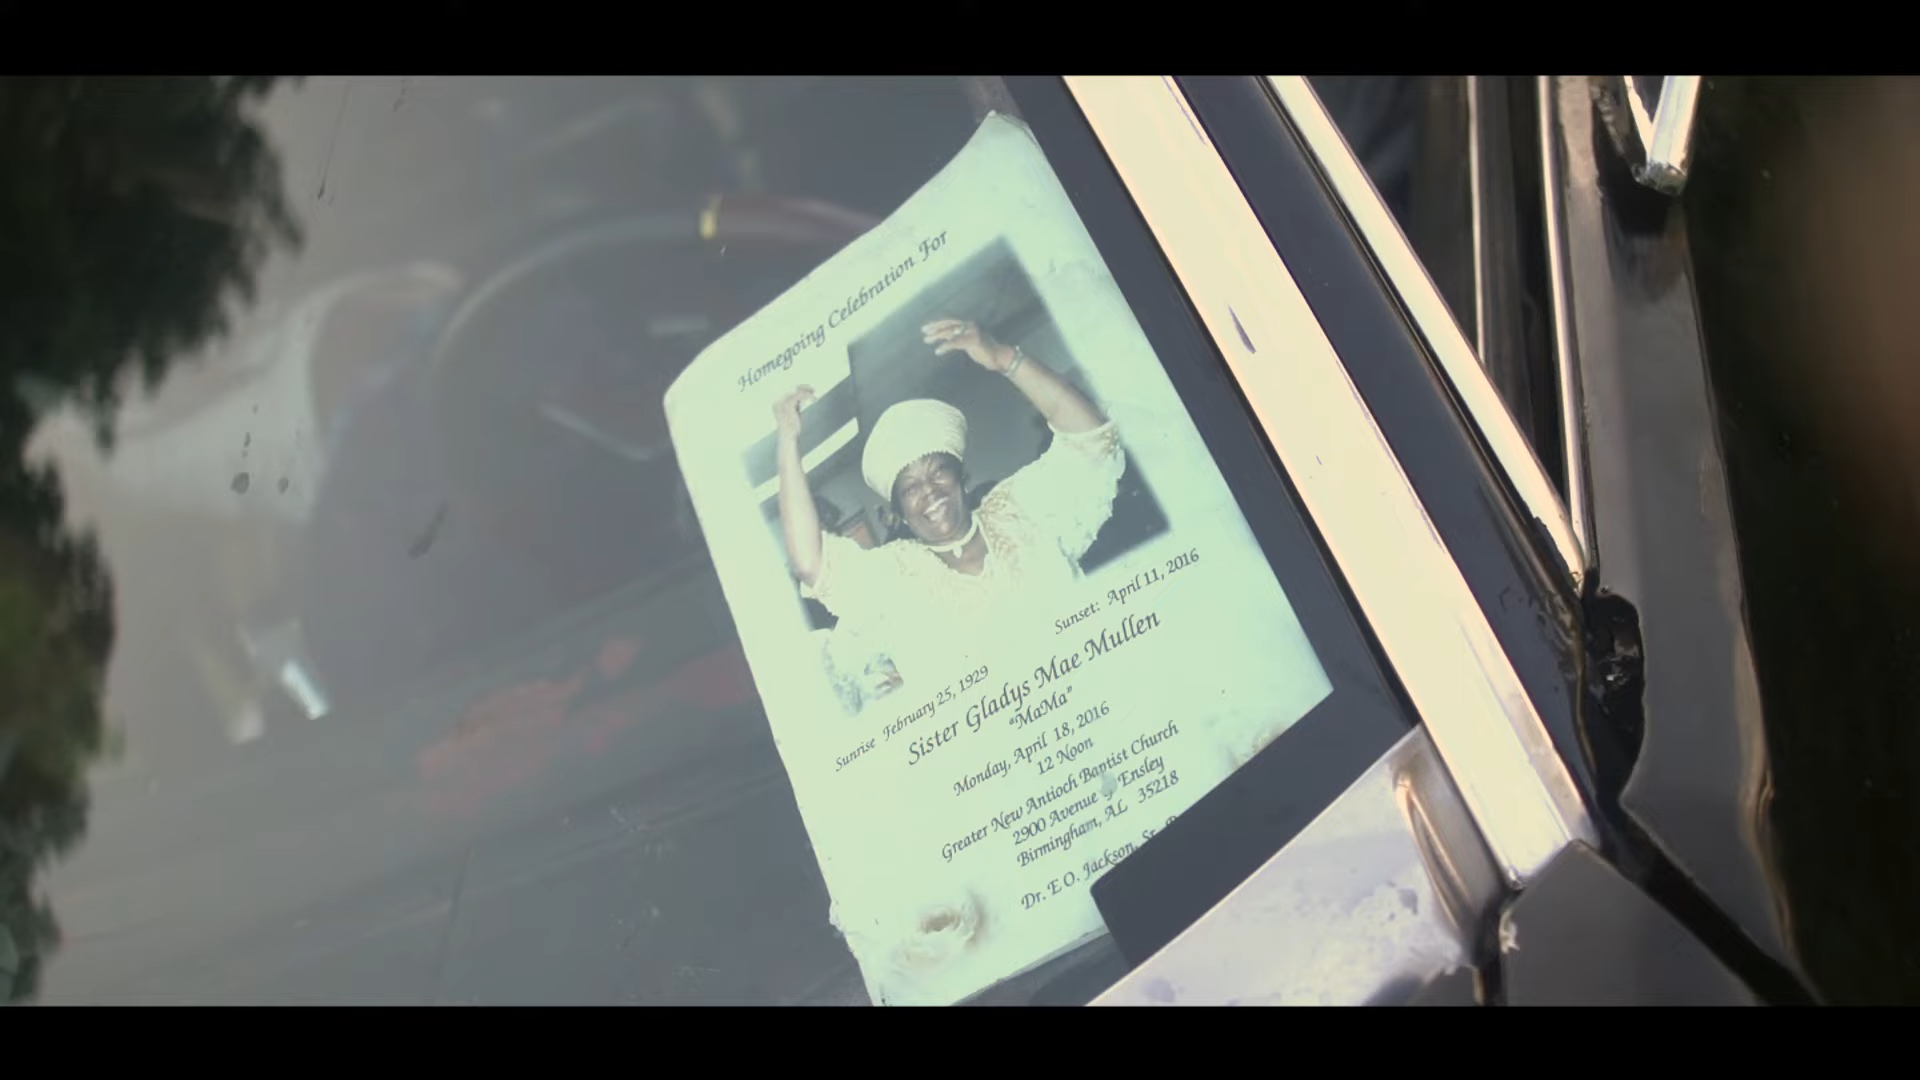 Homegoing Celebration For
Sunrise February 25, 1929 Sunset: April 11, 2016
Sister Gladys Mae Mullen
"MaMa"
Monday, April 18, 2016
12 Noon
Greater New Antioch Baptist Church
2900 Avenue Ensley
Birmingham, AL 35218
Dr. E O. Jackson, Sr.